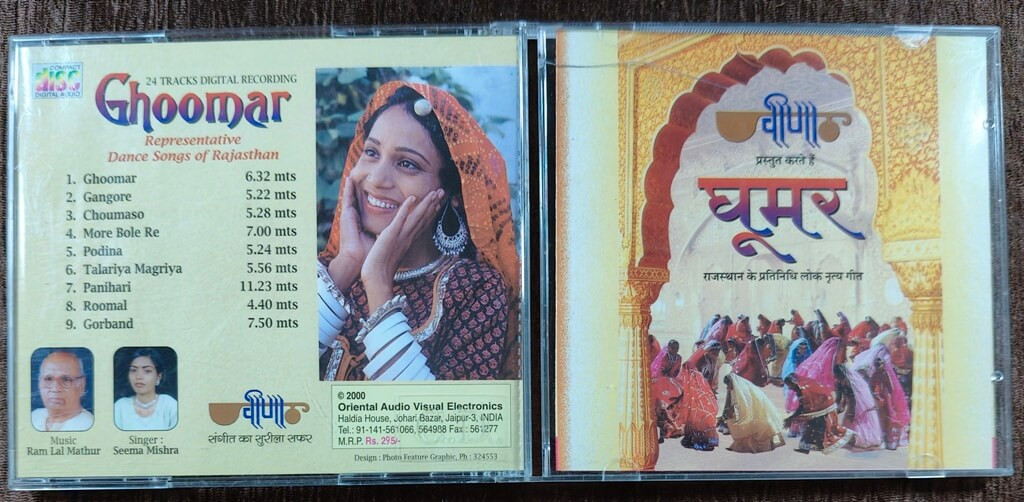 COMPACT
disc
DIGITAL AUDIO
24 TRACKS DIGITAL RECORDING
Ghoomar
Representative
Dance Songs of Rajasthan
1. Ghoomar 6.32 mts
2. Gangore 5.22 mts
3. Choumaso 5.28 mts
4. More Bole Re 7.00 mts
5. Podina 5.24 mts
6. Talariya Magriya 5.56 mts
7. Panihari 11.23 mts
8. Roomal 4.40 mts
9. Gorband 7.50 mts
Music
Ram Lal Mathur
Singer :
Seema Mishra
वीणा
संगीत का सुरीला सफर
© 2000
Oriental Audio Visual Electronics
Haldia House, Johari Bazar, Jaipur-3, INDIA
Tel.: 91-141-561066, 564908 Fax : 561277
M.R.P. Rs. 295/-
Design : Photo Feature Graphic, Ph : 324553
वीणा
प्रस्तुत करते हैं
घूमर
राजस्थान के प्रतिनिधि लोक नृत्य गीत